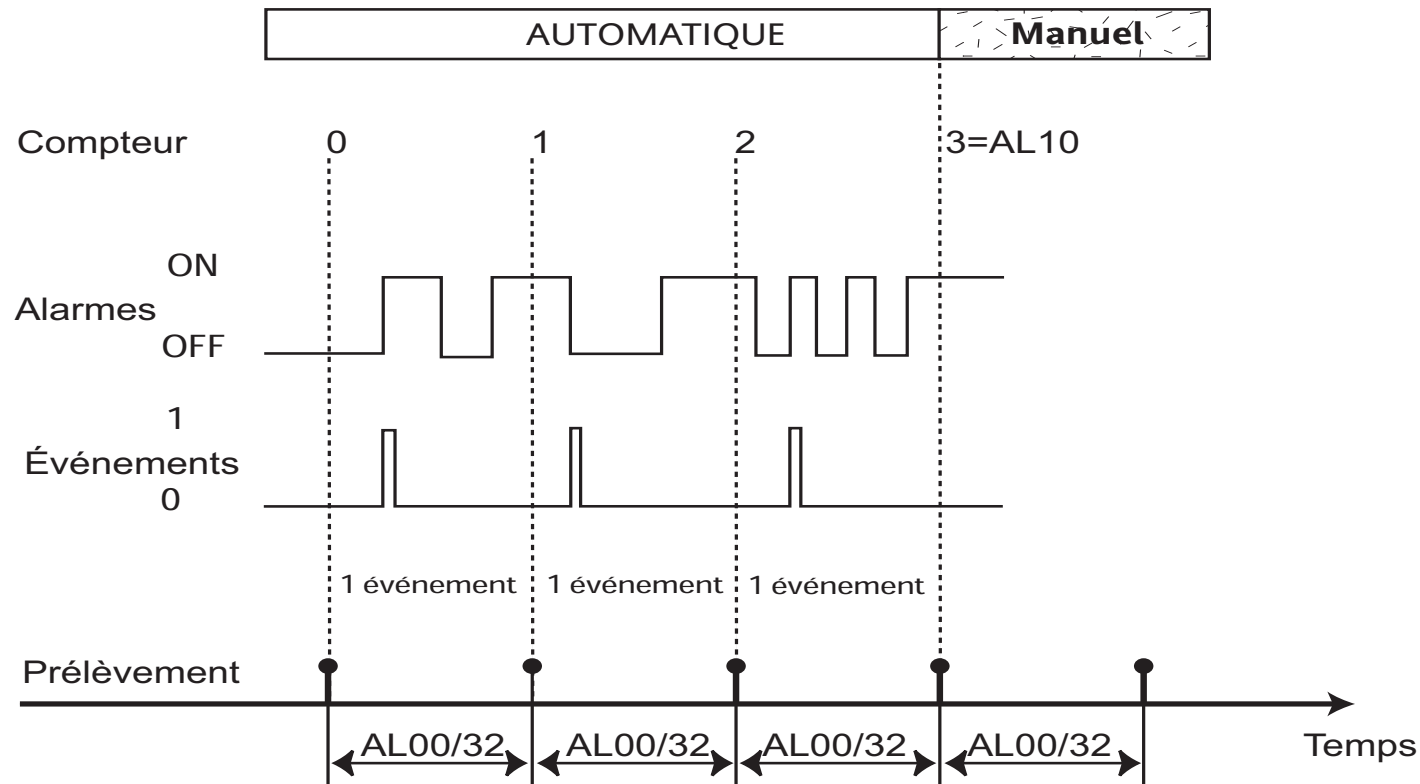 AUTOMATIQUE Manuel
Compteur 0 1 2 3=AL10
ON
Alarmes
OFF
1
Événements
0
1 événement 1 événement 1 événement
Prélèvement
AL00/32 AL00/32 AL00/32 AL00/32 Temps